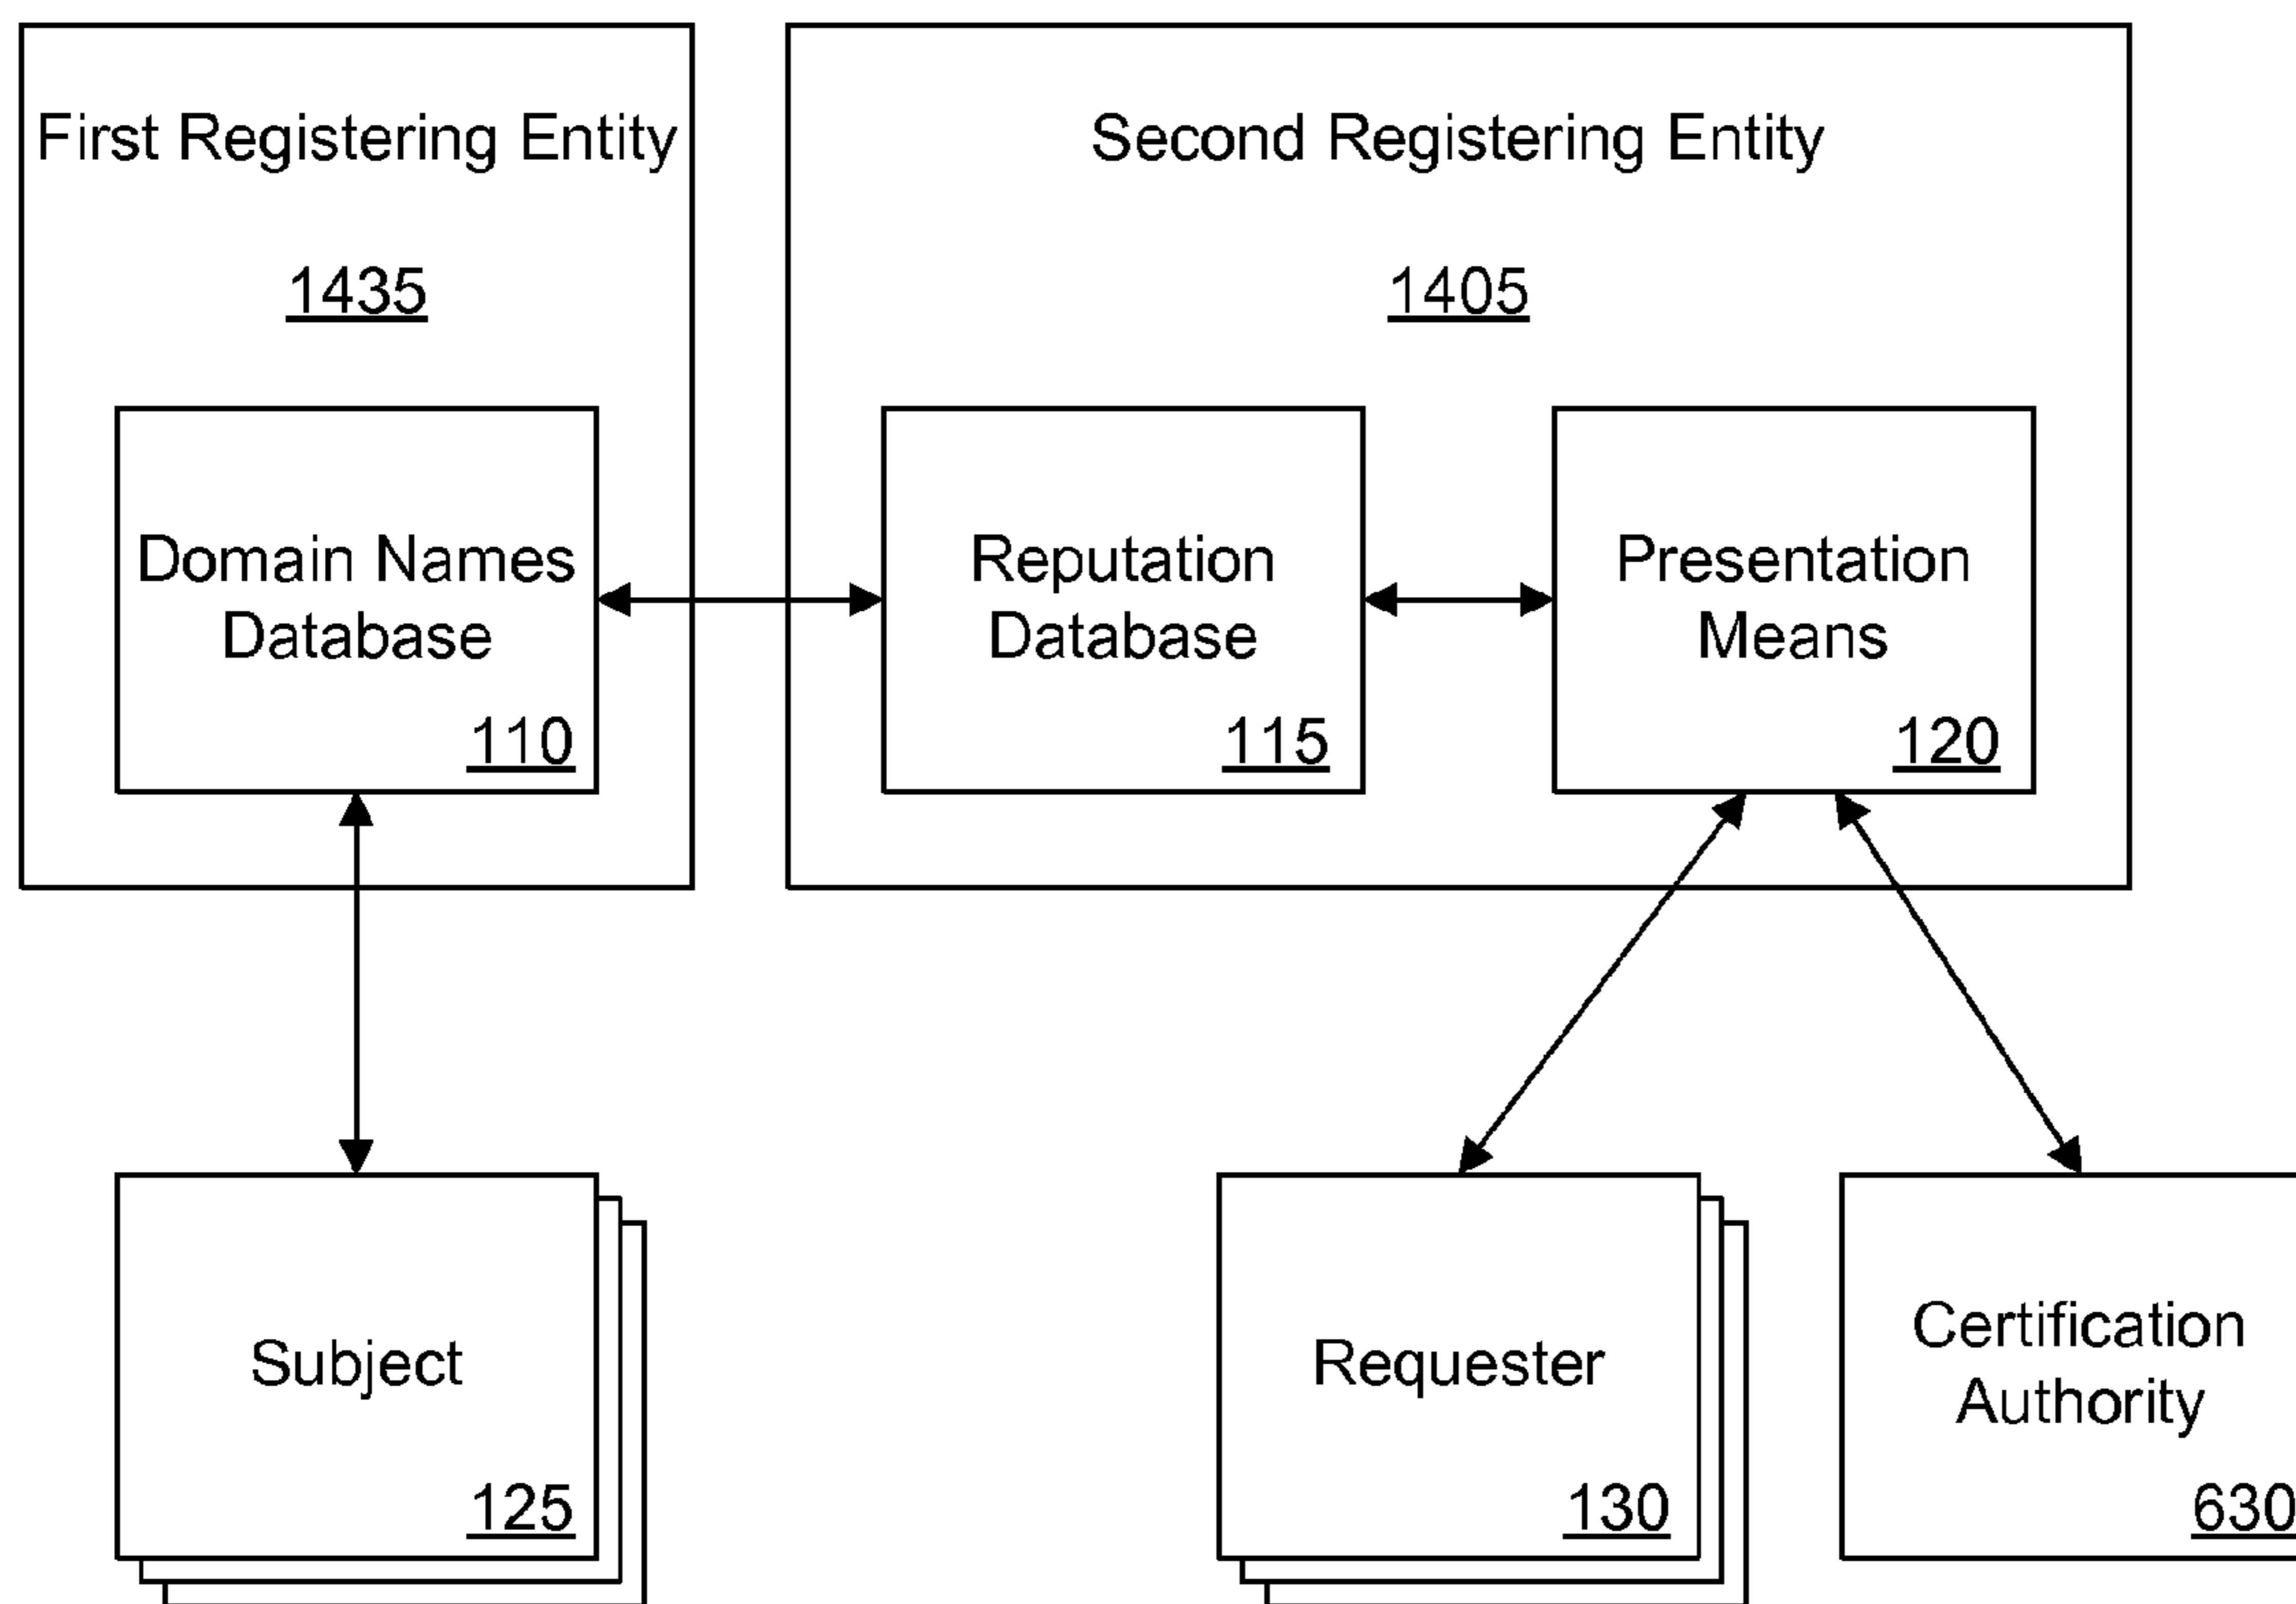 First Registering Entity
1435
Second Registering Entity
1405
Domain Names
Database
110
Reputation
Database
115
Presentation
Means
120
Subject
125
Requester
130
Certification
Authority
630